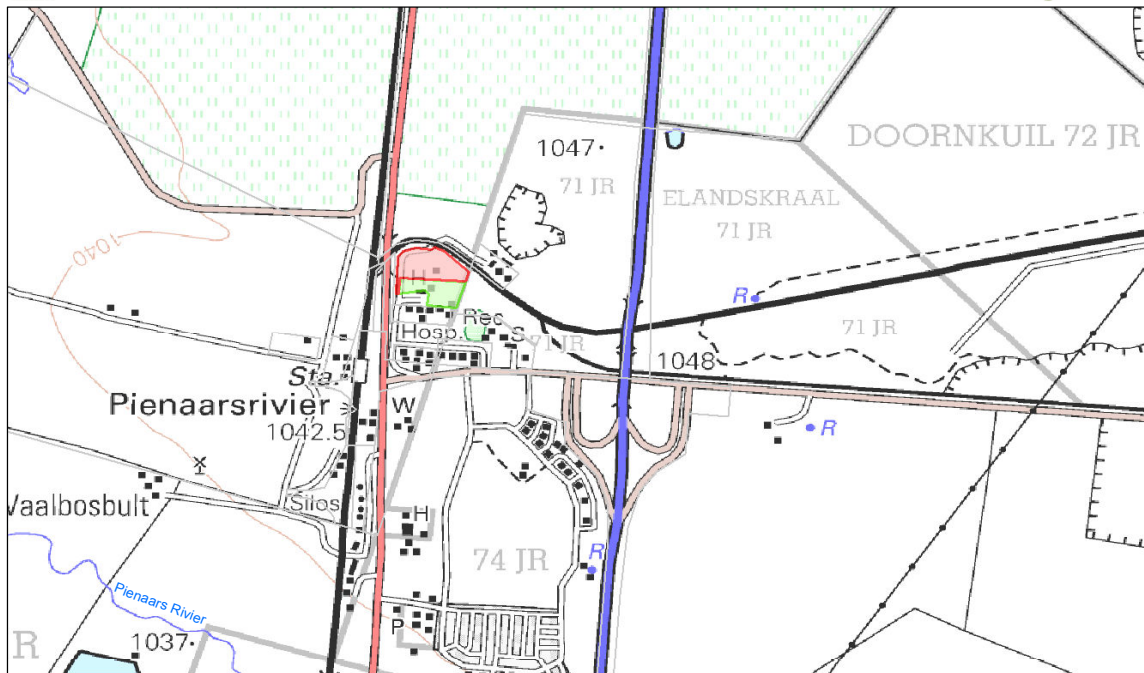 1047
71 JR
DOORNKUIL 72 JR
ELANDSKRAAL
71 JR
1040
H
R
Rec
Hosp.
S
71 JR
71 JR
1048
Sta.
Pienaarsrivier
W
1042.5
R
Vaalbosbult
Silos
H
74 JR
R
Pienaars Rivier
P
1037
R